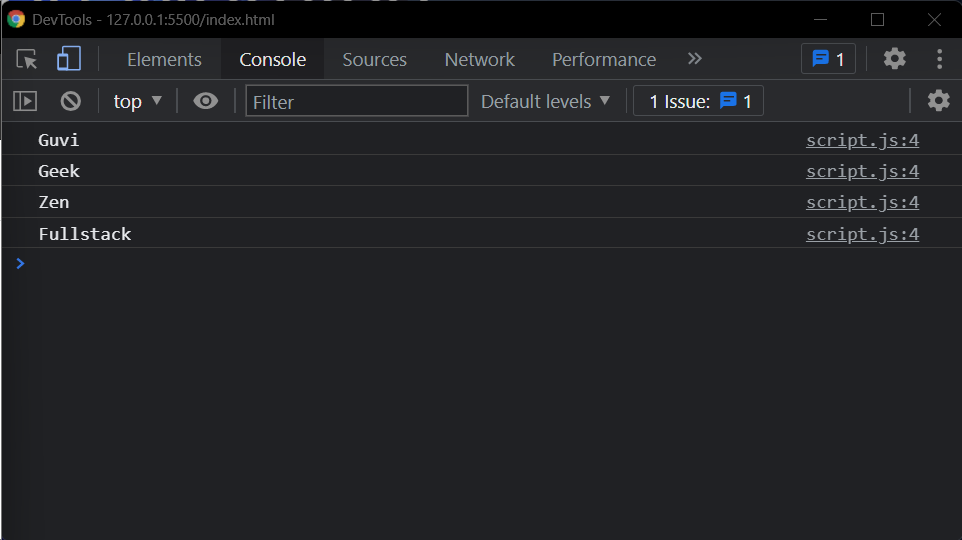 DevTools - 127.0.0.1:5500/index.html
Elements Console Sources Network Performance » 1
top ▼ Filter Default levels ▼ 1 Issue: 1
Guvi script.js:4
Geek script.js:4
Zen script.js:4
Fullstack script.js:4